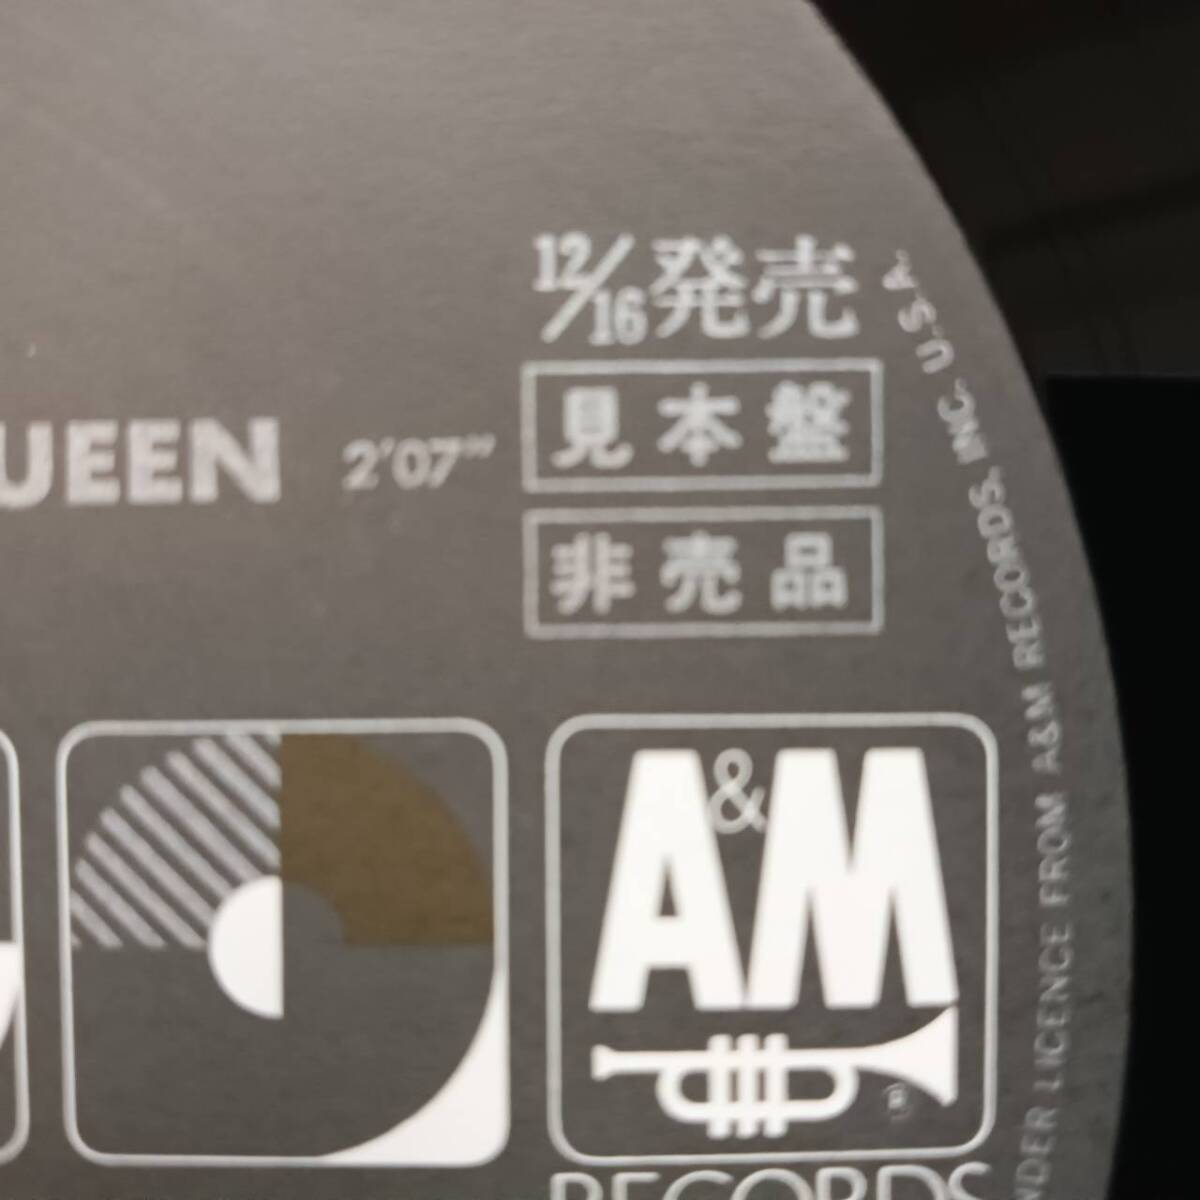 12/16発売
見本盤
UEEN 2'07"
非売品
A&M
®
RECORDS
NDER LICENCE FROM A&M RECORDS, INC. U.S.A.